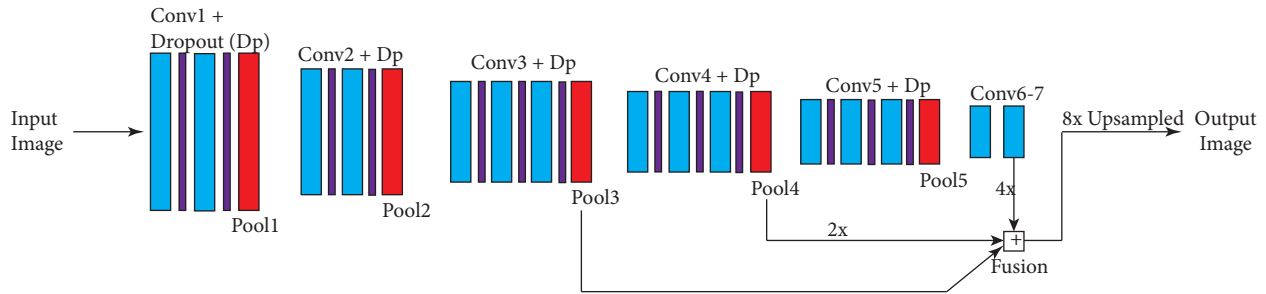 Conv1 +
Dropout (Dp)
Conv2 + Dp
Conv3 + Dp
Conv4 + Dp
Conv5 + Dp
Conv6-7
Input
Image
8x Upsampled
Output
Image
Pool1
Pool2
Pool3
Pool4
Pool5
4x
2x
+
Fusion